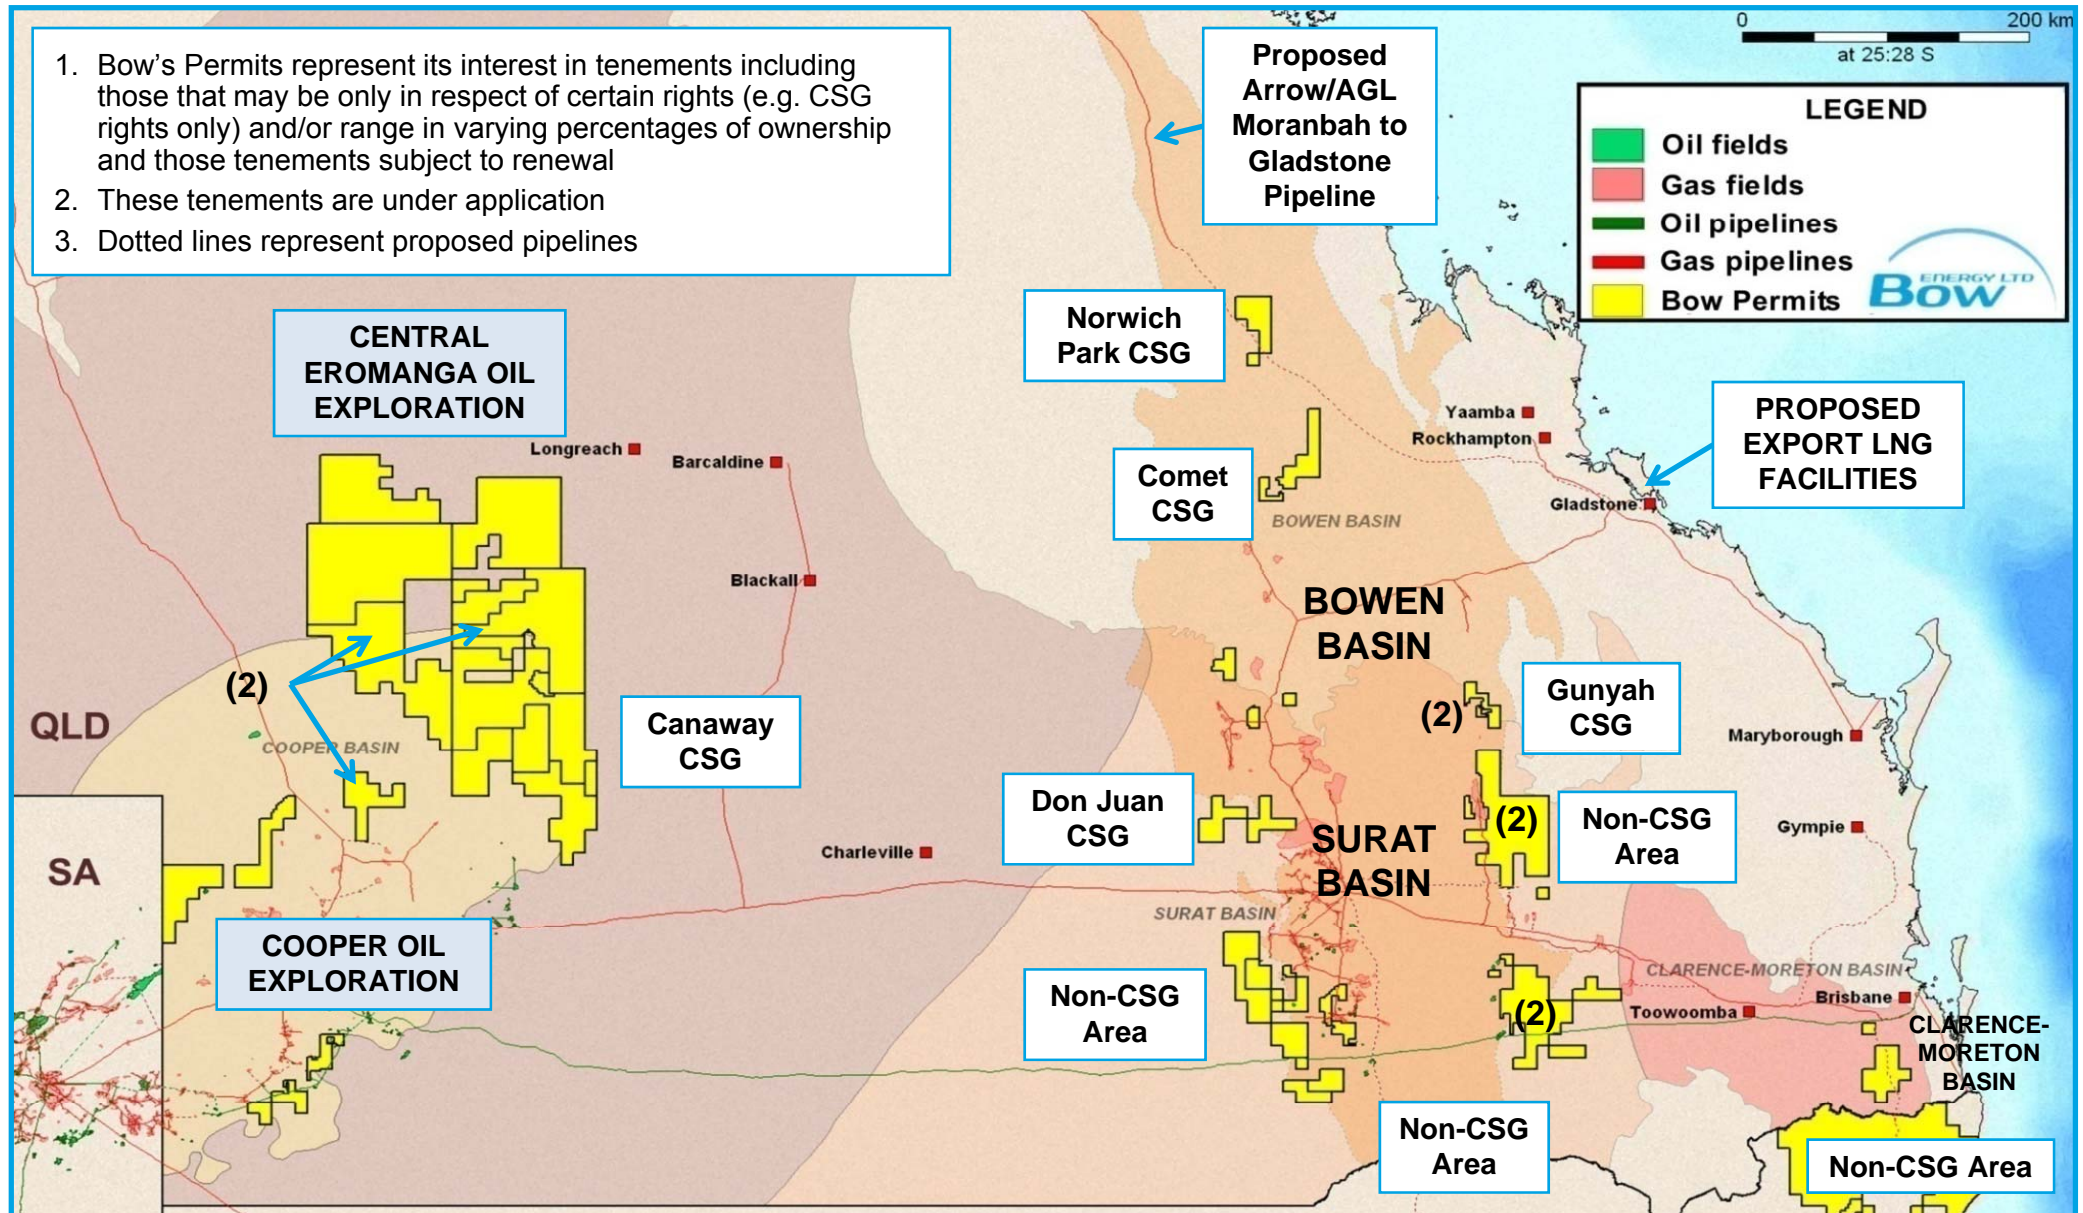 1. Bow's Permits represent its interest in tenements including
those that may be only in respect of certain rights (e.g. CSG
rights only) and/or range in varying percentages of ownership
and those tenements subject to renewal
2. These tenements are under application
3. Dotted lines represent proposed pipelines
Proposed
Arrow/AGL
Moranbah to
Gladstone
Pipeline
0 200 km
at 25:28 S
LEGEND
Oil fields
Gas fields
Oil pipelines
Gas pipelines
Bow Permits
ENERGY LTD
Bow
CENTRAL
EROMANGA OIL
EXPLORATION
Norwich
Park CSG
Longreach
Barcaldine
Blackall
Comet
CSG
BOWEN BASIN
Yaamba
Rockhampton
Gladstone
PROPOSED
EXPORT LNG
FACILITIES
BOWEN
BASIN
(2)
QLD
COOPER BASIN
Canaway
CSG
(2)
Gunyah
CSG
Maryborough
SA
Charleville
Don Juan
CSG
SURAT
BASIN
(2)
Non-CSG
Area
Gympie
SURAT BASIN
COOPER OIL
EXPLORATION
Non-CSG
Area
(2)
CLARENCE-MORETON BASIN
Toowoomba
Brisbane
CLARENCE-
MORETON
BASIN
Non-CSG
Area
Non-CSG Area